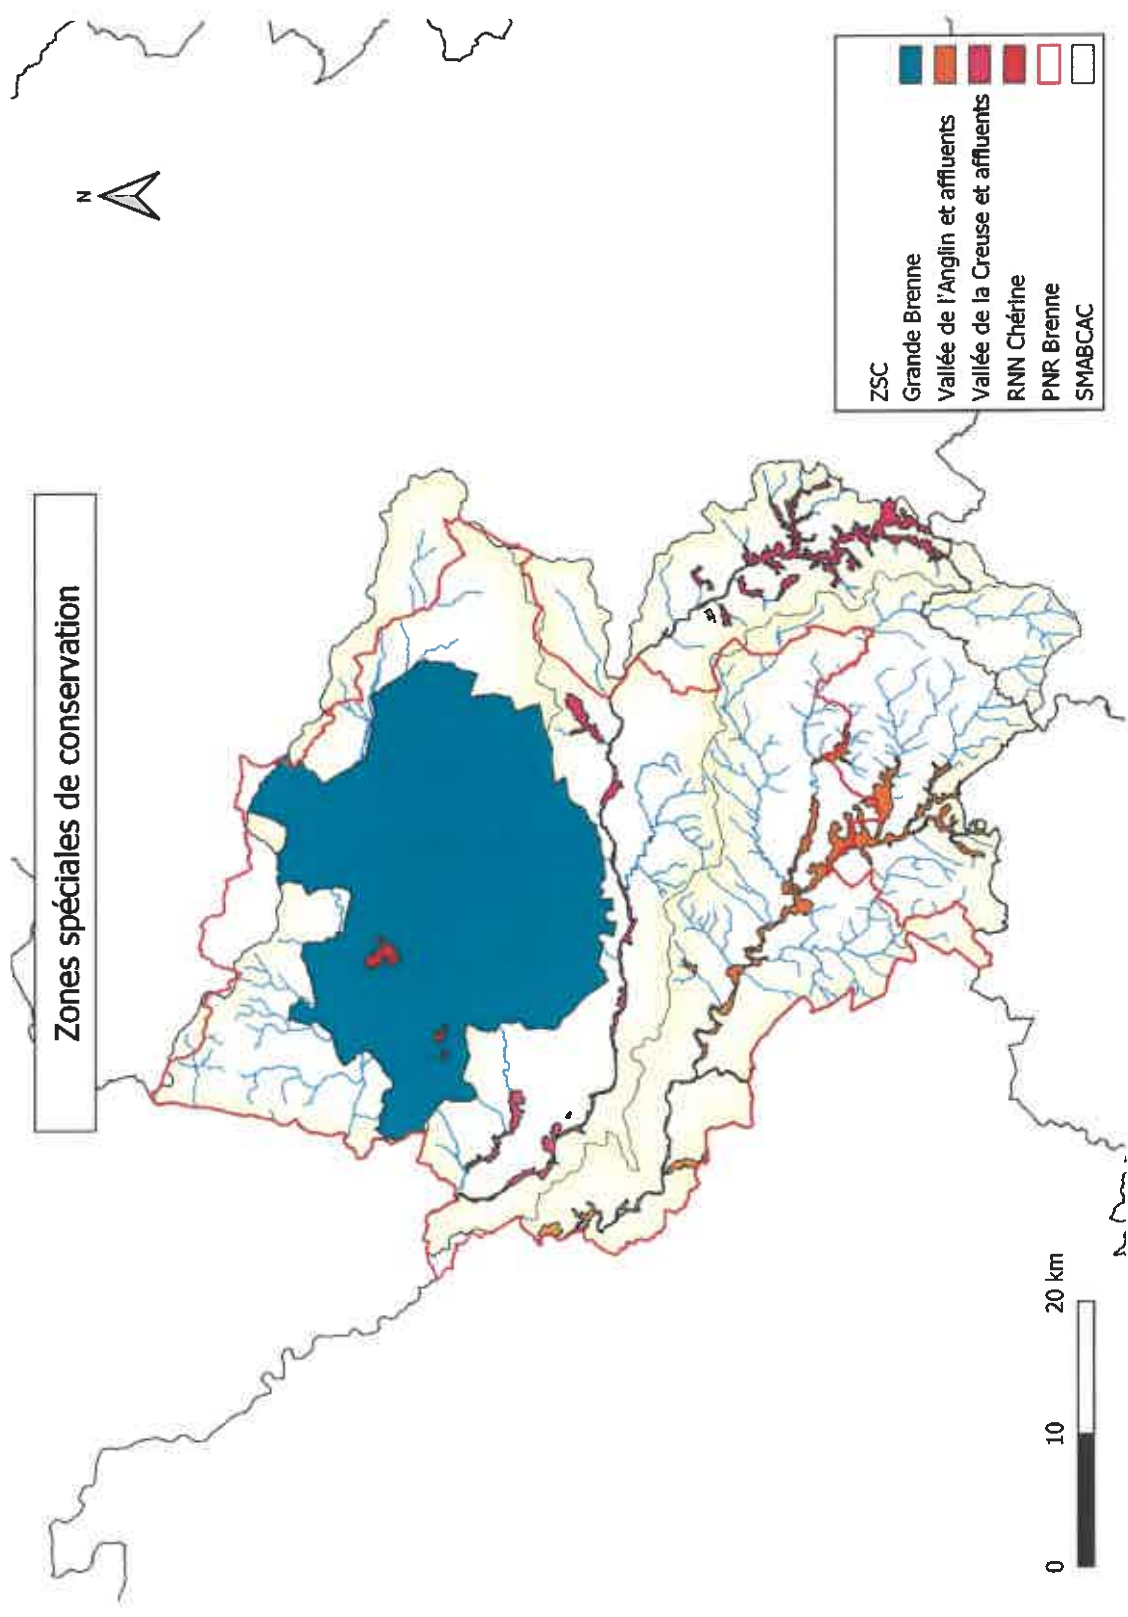 Zones spéciales de conservation
N
ZSC
Grande Brenne
Vallée de l'Anglin et affluents
Vallée de la Creuse et affluents
RNN Chérine
PNR Brenne
SMABCAC
0 10 20 km